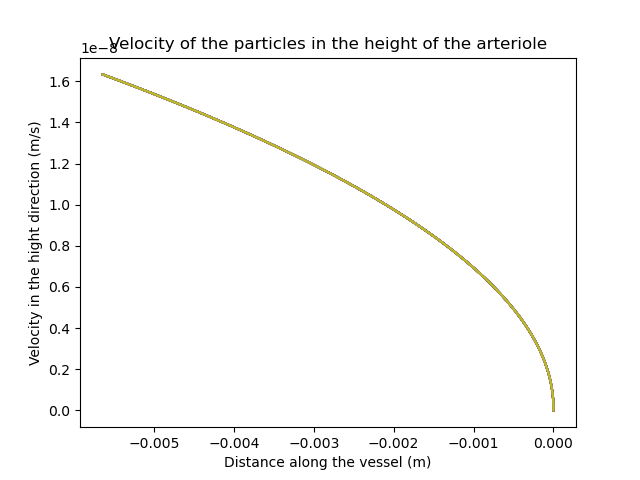 Velocity of the particles in the height of the arteriole
1e−8
1.6
1.4
1.2
1.0
0.8
0.6
0.4
0.2
0.0
Velocity in the hight direction (m/s)
−0.005 −0.004 −0.003 −0.002 −0.001 0.000
Distance along the vessel (m)